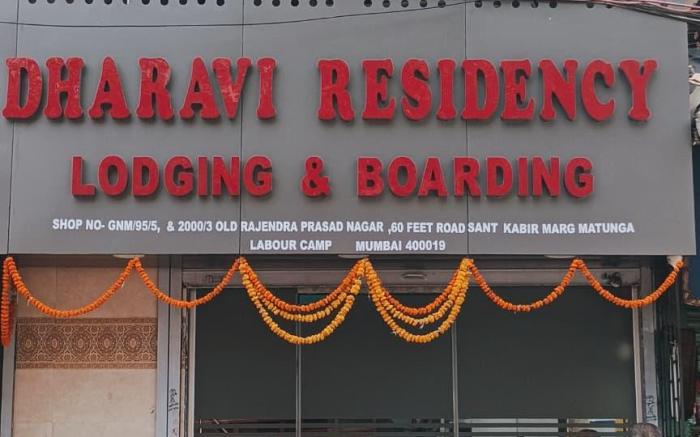 DHARAVI RESIDENCY
LODGING & BOARDING
SHOP NO- GNM/95/5, & 2000/3 OLD RAJENDRA PRASAD NAGAR ,60 FEET ROAD SANT KABIR MARG MATUNGA
LABOUR CAMP MUMBAI 400019